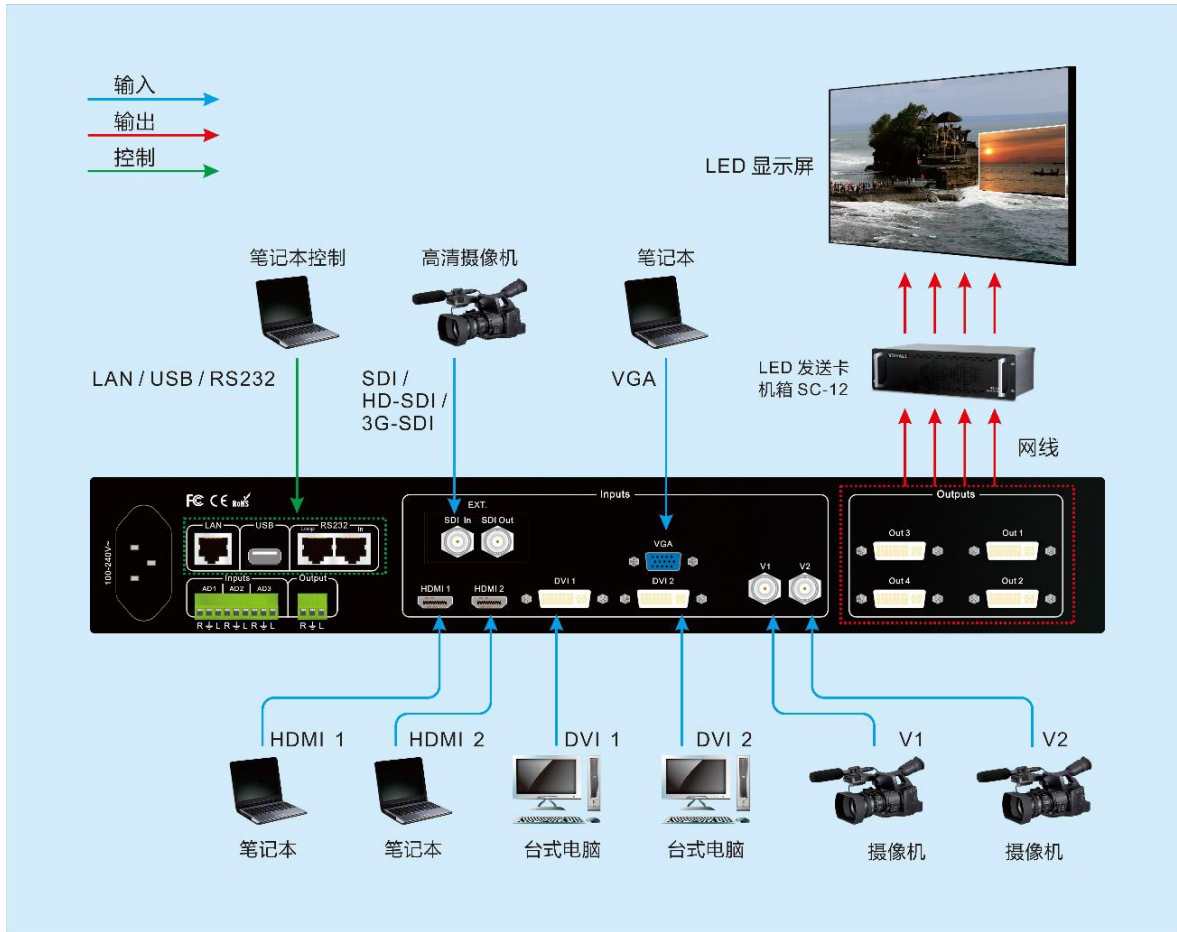 输入
输出
控制
LED 显示屏
笔记本控制
高清摄像机
笔记本
LAN / USB / RS232
SDI /
HD-SDI /
3G-SDI
VGA
LED 发送卡
机箱 SC-12
网线
100-240V~
FC CE RoHS
LAN
USB
Loop
RS232
In
Inputs
AD1 AD2 AD3
Output
R L R L R L
R L
Inputs
EXT.
SDI In
SDI Out
VGA
HDMI 1
HDMI 2
DVI 1
DVI 2
V1
V2
Outputs
Out 3
Out 1
Out 4
Out 2
HDMI 1
HDMI 2
DVI 1
DVI 2
V1
V2
笔记本
笔记本
台式电脑
台式电脑
摄像机
摄像机